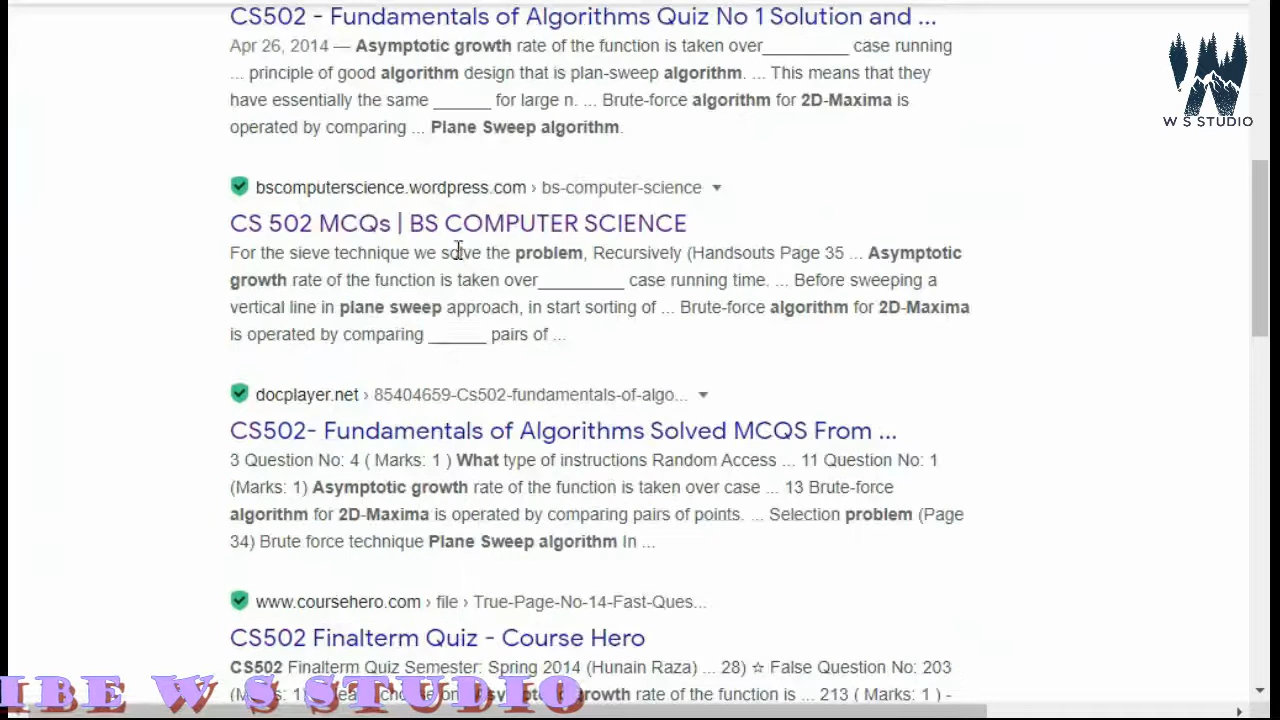 CS502 - Fundamentals of Algorithms Quiz No 1 Solution and ...
Apr 26, 2014 — Asymptotic growth rate of the function is taken over__________ case running
... principle of good algorithm design that is plan-sweep algorithm. ... This means that they
have essentially the same ______ for large n. ... Brute-force algorithm for 2D-Maxima is
operated by comparing ... Plane Sweep algorithm.
W S STUDIO
bscomputerscience.wordpress.com › bs-computer-science
CS 502 MCQs | BS COMPUTER SCIENCE
For the sieve technique we solve the problem, Recursively (Handsouts Page 35 ... Asymptotic
growth rate of the function is taken over_________ case running time. ... Before sweeping a
vertical line in plane sweep approach, in start sorting of ... Brute-force algorithm for 2D-Maxima
is operated by comparing ______ pairs of ...
docplayer.net › 85404659-Cs502-fundamentals-of-algo...
CS502- Fundamentals of Algorithms Solved MCQS From ...
3 Question No: 4 ( Marks: 1 ) What type of instructions Random Access ... 11 Question No: 1
(Marks: 1) Asymptotic growth rate of the function is taken over case ... 13 Brute-force
algorithm for 2D-Maxima is operated by comparing pairs of points. ... Selection problem (Page
34) Brute force technique Plane Sweep algorithm In ...
www.coursehero.com › file › True-Page-No-14-Fast-Ques...
CS502 Finalterm Quiz - Course Hero
CS502 Finalterm Quiz Semester: Spring 2014 (Hunain Raza) ... 28) ☆ False Question No: 203
growth rate of the function is ... 213 ( Marks: 1 ) -
IBE W S STUDIO